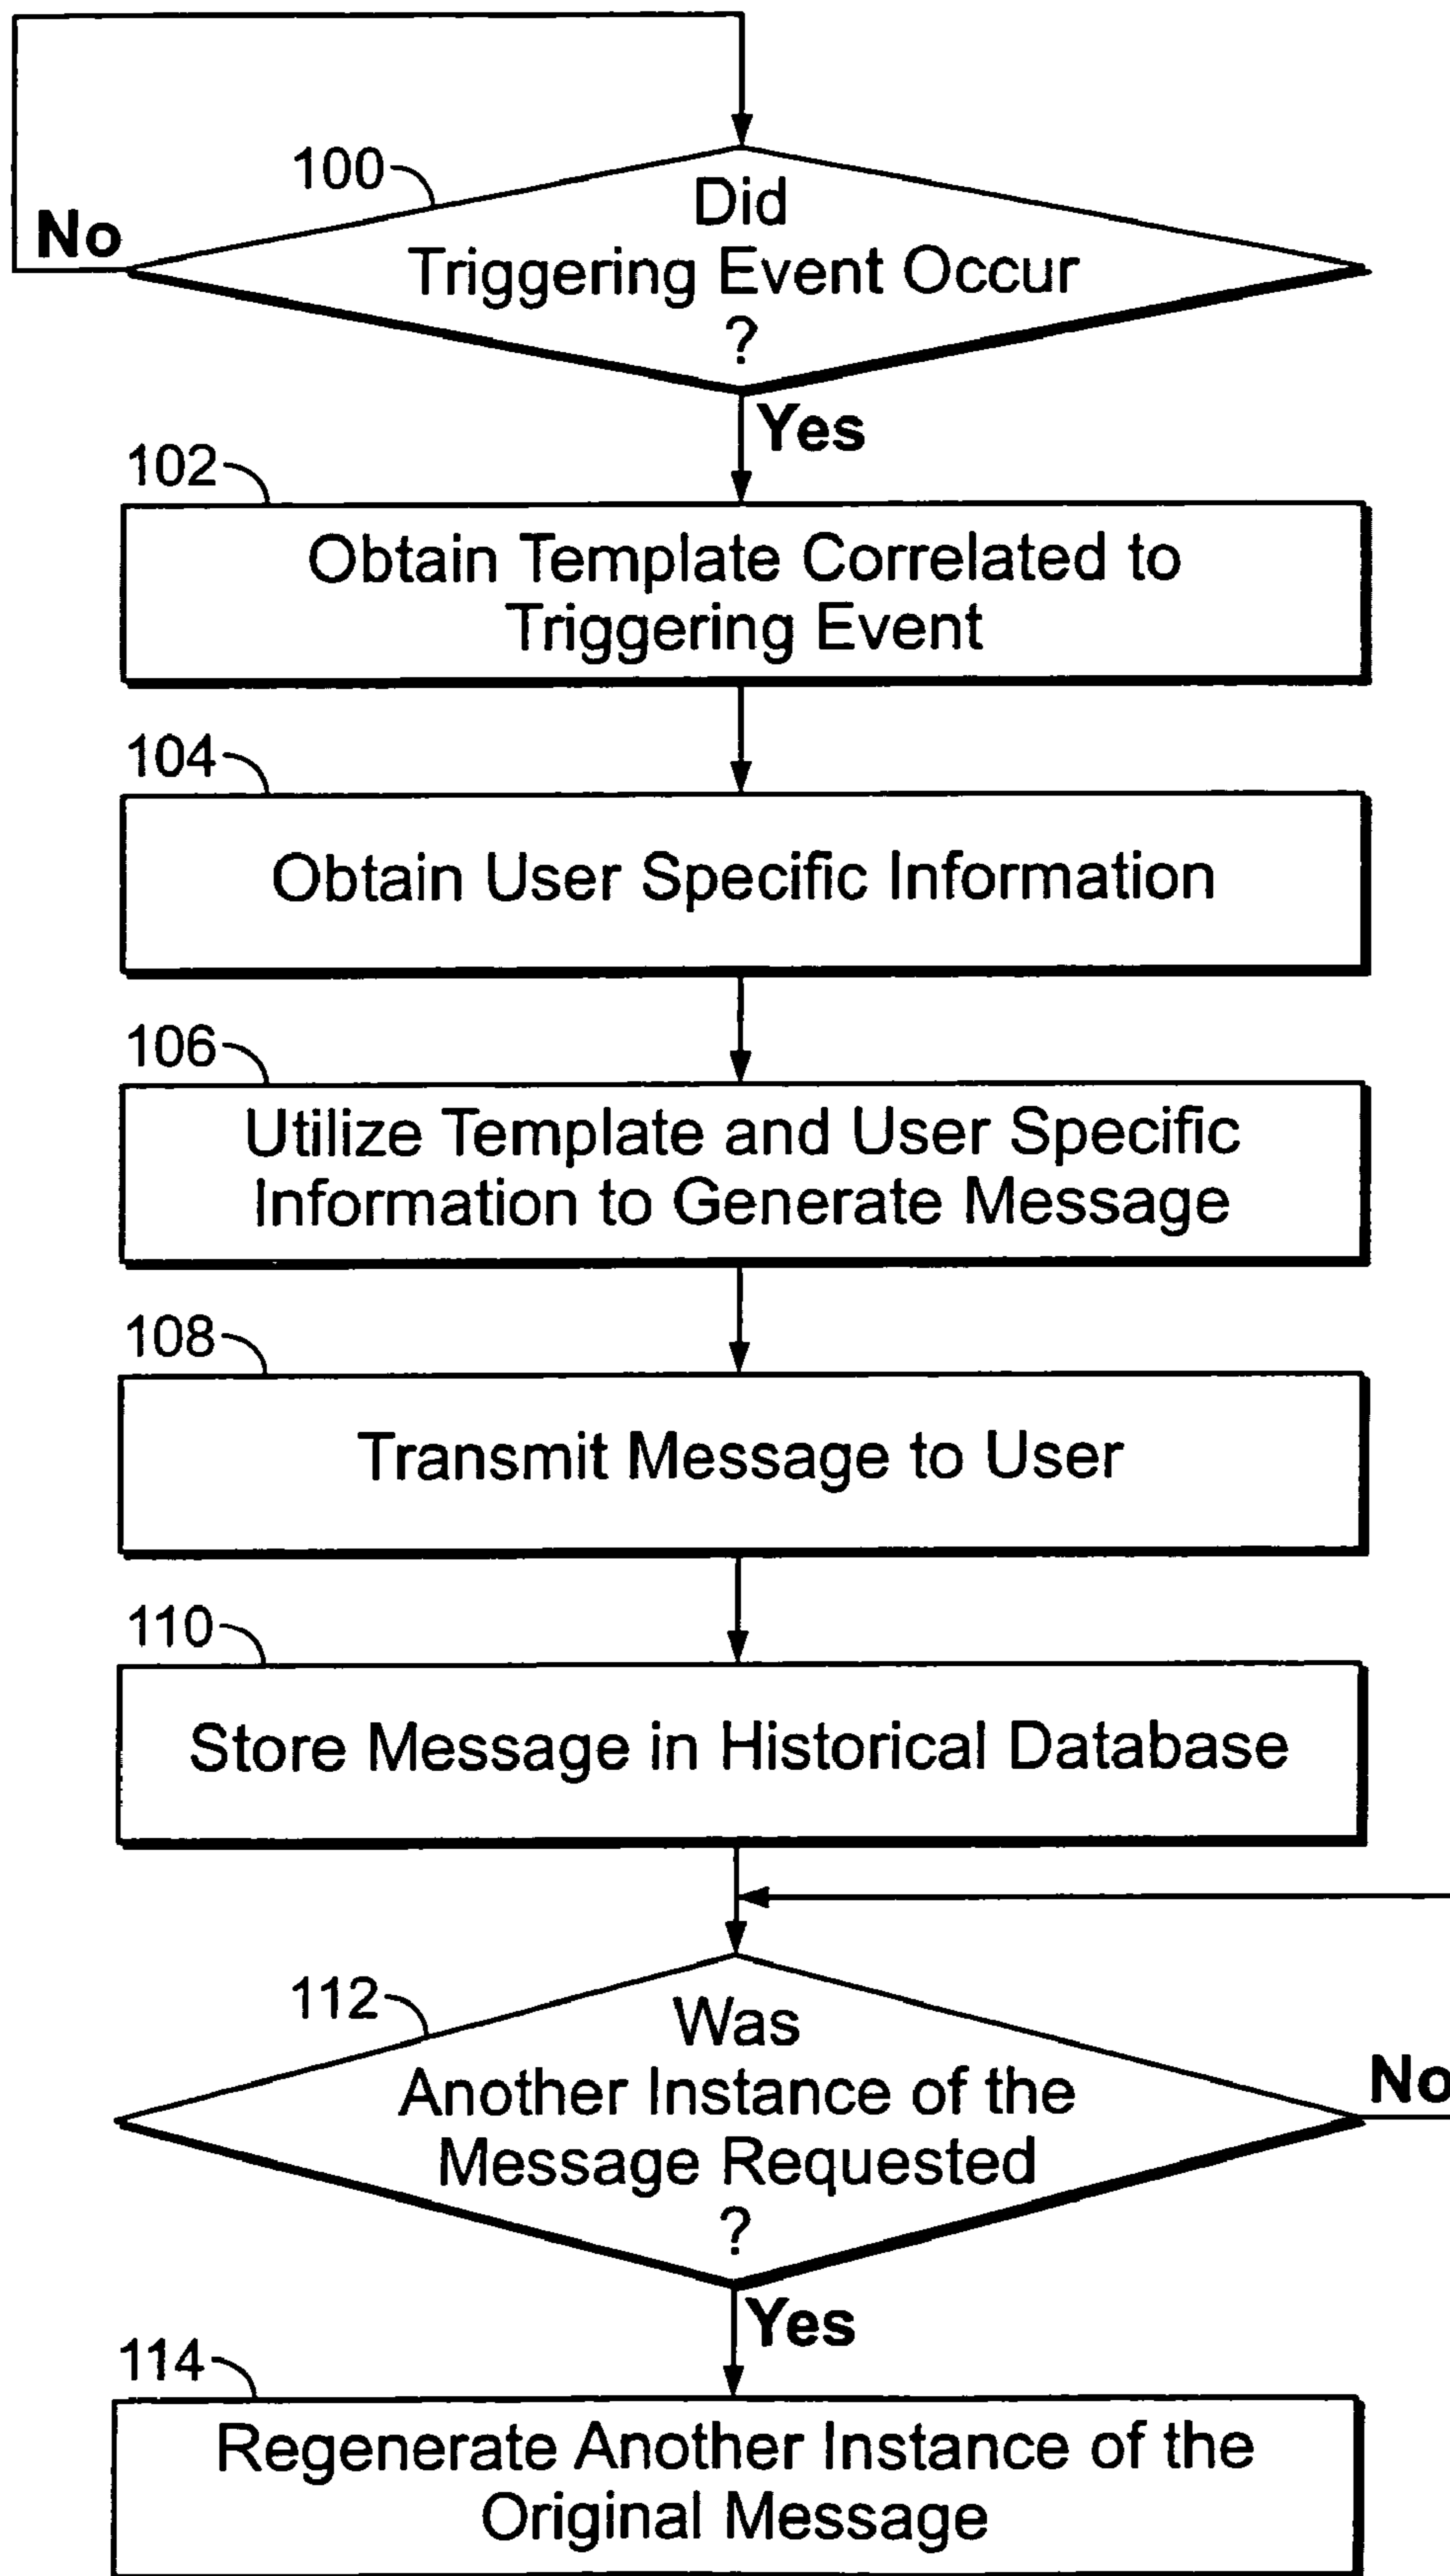 100
Did
No
Triggering Event Occur
?
Yes
102
Obtain Template Correlated to
Triggering Event
104
Obtain User Specific Information
106
Utilize Template and User Specific
Information to Generate Message
108
Transmit Message to User
110
Store Message in Historical Database
112
Was
Another Instance of the
No
Message Requested
?
Yes
114
Regenerate Another Instance of the
Original Message